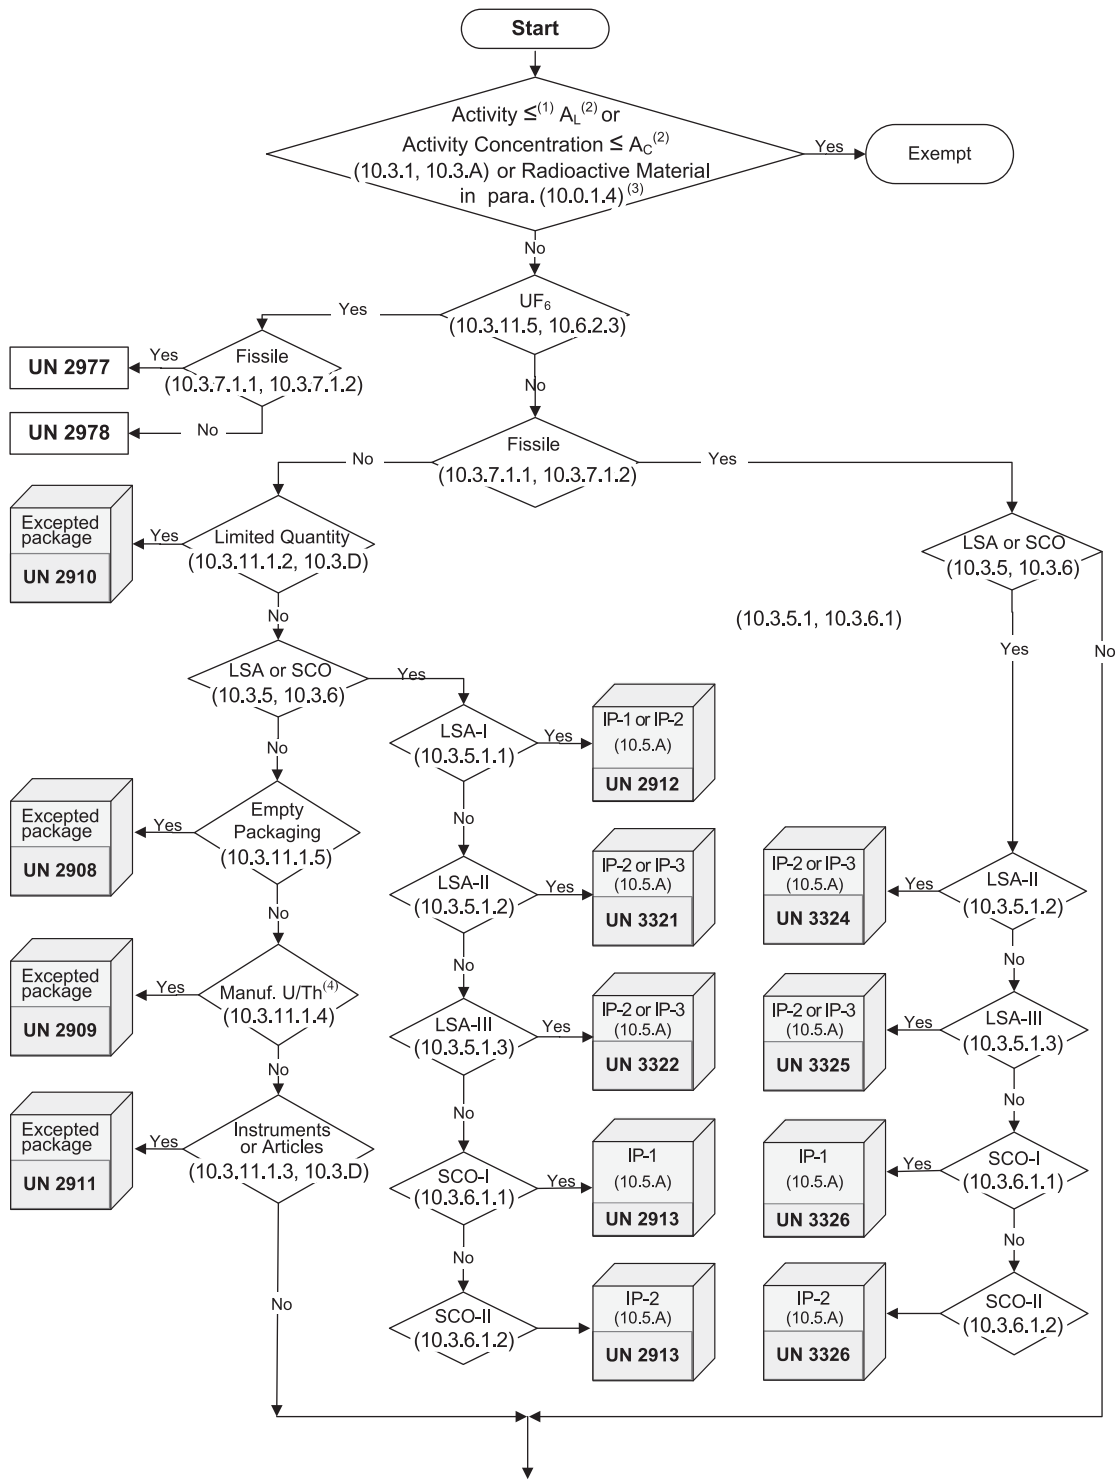 Start
Activity ≤(1) AL(2) or
Activity Concentration ≤ AC(2)
(10.3.1, 10.3.A) or Radioactive Material
in para. (10.0.1.4)(3)
Yes
Exempt
No
UF6
(10.3.11.5, 10.6.2.3)
Yes
Fissile
(10.3.7.1.1, 10.3.7.1.2)
Yes
UN 2977
No
UN 2978
No
Fissile
(10.3.7.1.1, 10.3.7.1.2)
No
Yes
Limited Quantity
(10.3.11.1.2, 10.3.D)
Yes
Excepted
package
UN 2910
No
LSA or SCO
(10.3.5, 10.3.6)
Yes
No
Empty
Packaging
(10.3.11.1.5)
Yes
Excepted
package
UN 2908
No
Manuf. U/Th(4)
(10.3.11.1.4)
Yes
Excepted
package
UN 2909
No
Instruments
or Articles
(10.3.11.1.3, 10.3.D)
Yes
Excepted
package
UN 2911
No
LSA-I
(10.3.5.1.1)
Yes
IP-1 or IP-2
(10.5.A)
UN 2912
No
LSA-II
(10.3.5.1.2)
Yes
IP-2 or IP-3
(10.5.A)
UN 3321
No
LSA-III
(10.3.5.1.3)
Yes
IP-2 or IP-3
(10.5.A)
UN 3322
No
SCO-I
(10.3.6.1.1)
Yes
IP-1
(10.5.A)
UN 2913
No
SCO-II
(10.3.6.1.2)
IP-2
(10.5.A)
UN 2913
LSA or SCO
(10.3.5, 10.3.6)
(10.3.5.1, 10.3.6.1)
Yes
No
LSA-II
(10.3.5.1.2)
Yes
IP-2 or IP-3
(10.5.A)
UN 3324
No
LSA-III
(10.3.5.1.3)
Yes
IP-2 or IP-3
(10.5.A)
UN 3325
No
SCO-I
(10.3.6.1.1)
Yes
IP-1
(10.5.A)
UN 3326
No
SCO-II
(10.3.6.1.2)
IP-2
(10.5.A)
UN 3326